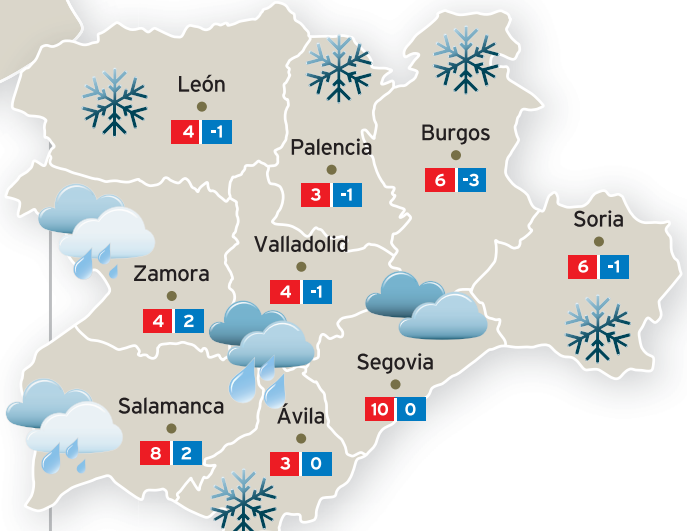 León
4 -1
Palencia
3 -1
Burgos
6 -3
Soria
6 -1
Zamora
4 2
Valladolid
4 -1
Segovia
10 0
Salamanca
8 2
Ávila
3 0